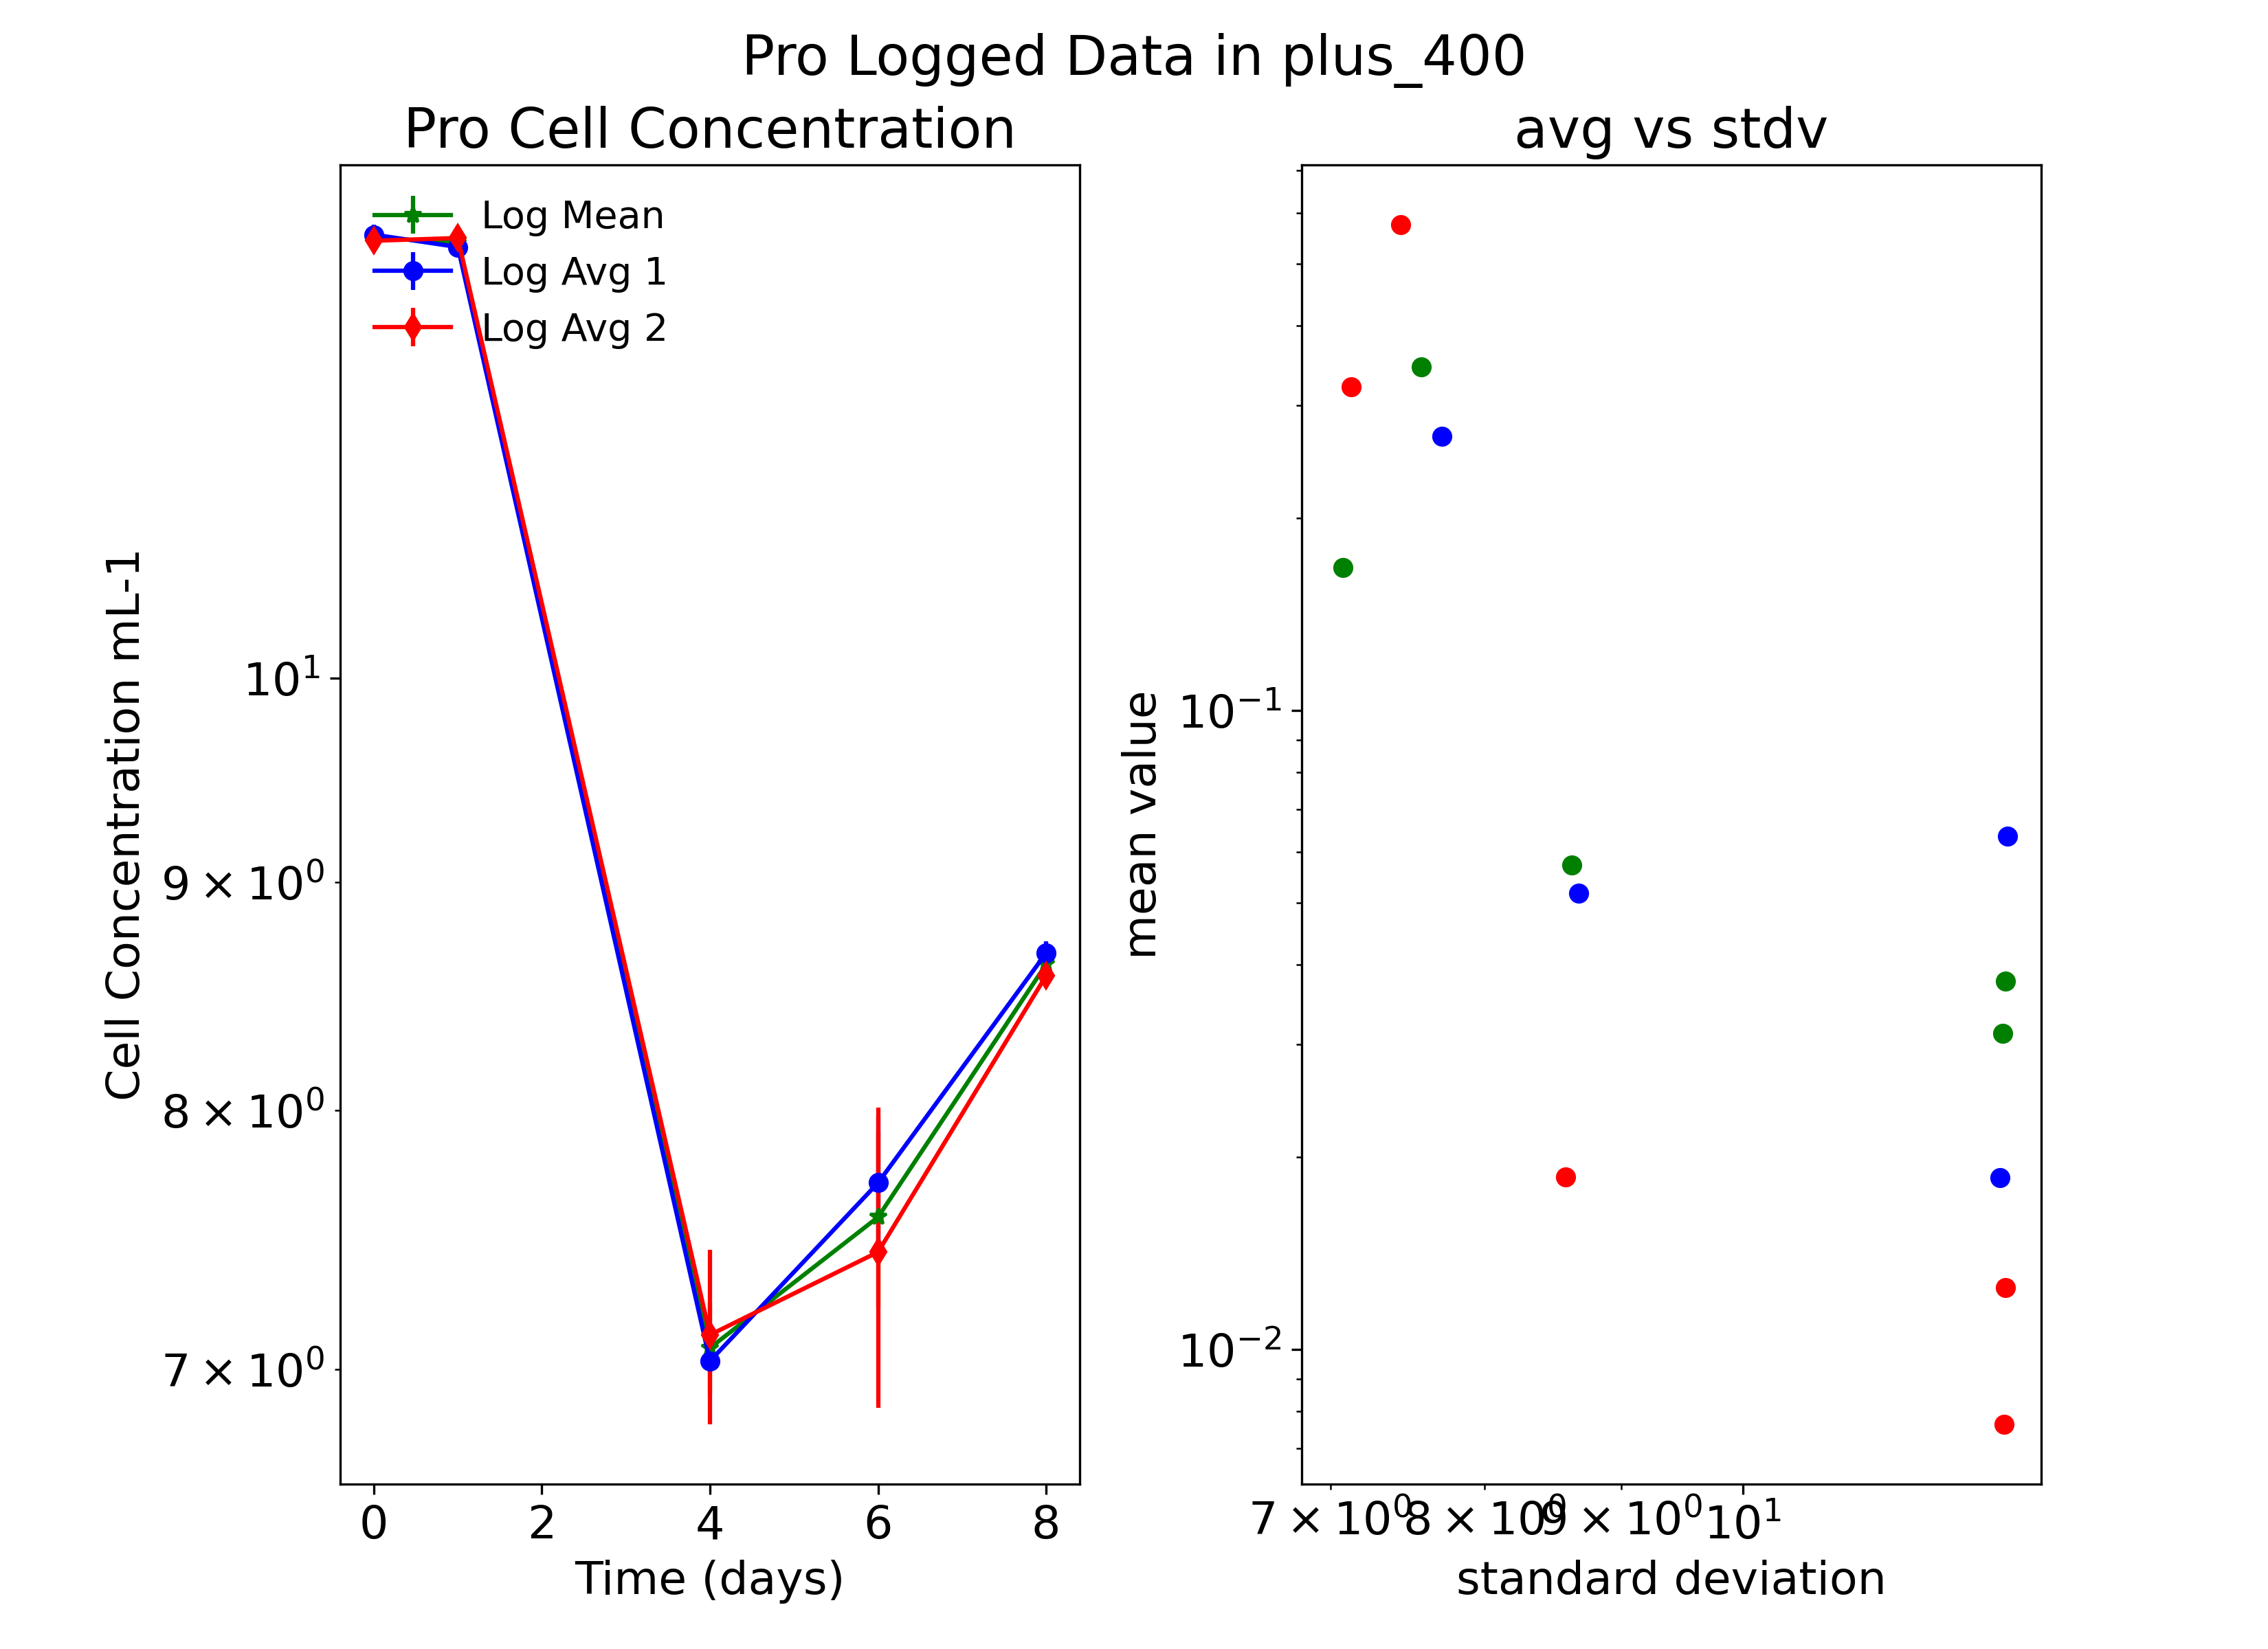 Pro Logged Data in plus_400
Pro Cell Concentration
Log Mean
Log Avg 1
Log Avg 2
Cell Concentration mL-1
10¹
9 × 10⁰
8 × 10⁰
7 × 10⁰
0 2 4 6 8
Time (days)
avg vs stdv
mean value
10⁻¹
10⁻²
7 × 10⁰ 8 × 10⁰ 9 × 10⁰ 10¹
standard deviation